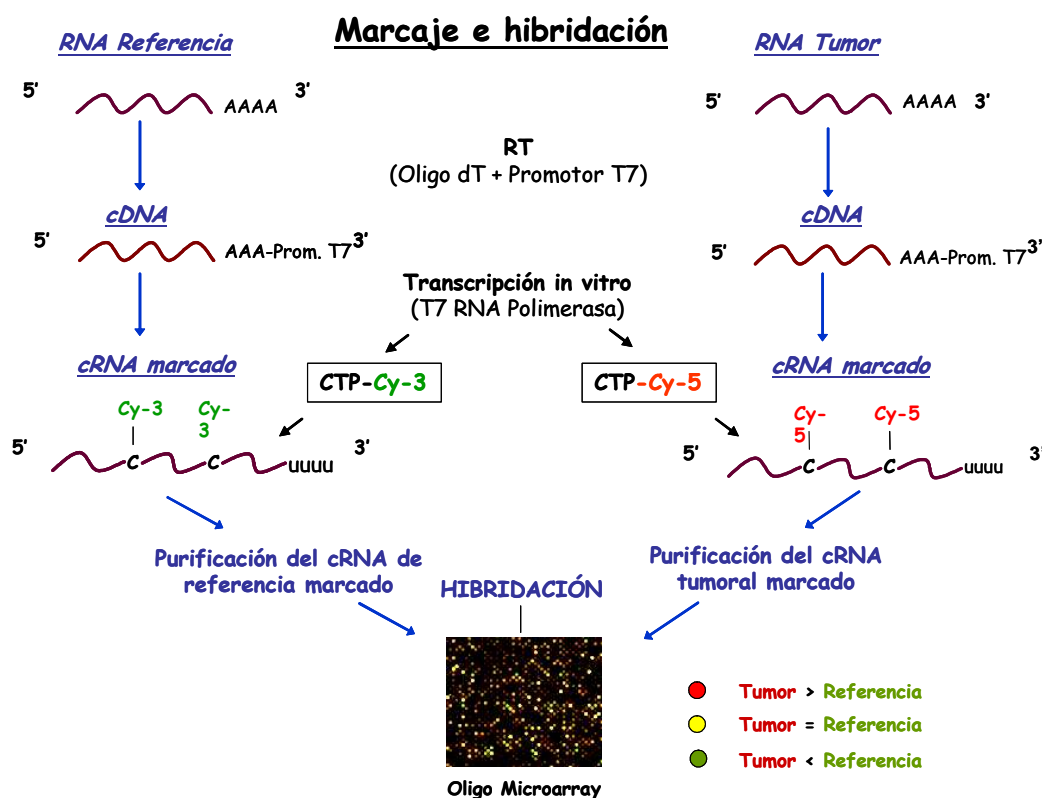 Marcaje e hibridación
RNA Referencia
RNA Tumor
5' AAAA 3'
5' AAAA 3'
RT
(Oligo dT + Promotor T7)
cDNA
cDNA
5' AAA-Prom. T7 3'
5' AAA-Prom. T7 3'
Transcripción in vitro
(T7 RNA Polimerasa)
cRNA marcado
cRNA marcado
CTP-Cy-3
CTP-Cy-5
Cy-3
Cy-
3
Cy-
5
Cy-5
5' C C uuuu 3'
5' C C uuuu 3'
Purificación del cRNA de
referencia marcado
Purificación del cRNA
tumoral marcado
HIBRIDACIÓN
Oligo Microarray
Tumor > Referencia
Tumor = Referencia
Tumor < Referencia